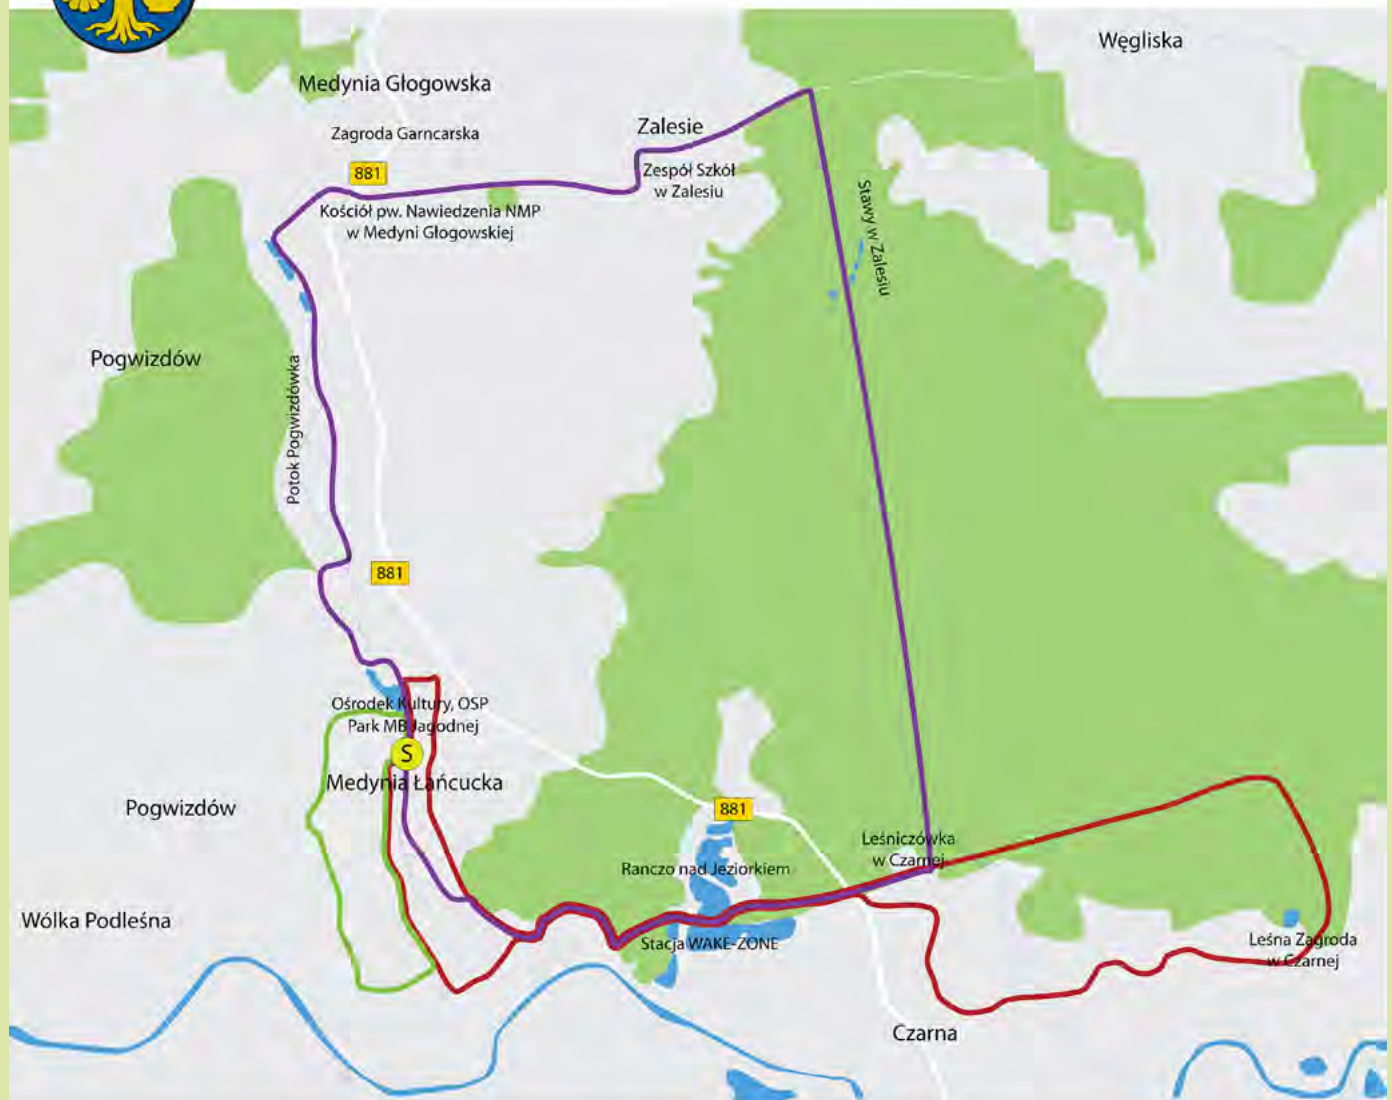 Węgliska
Medynia Głogowska
Zagroda Garncarska
Zalesie
881
Zespół Szkół
w Zalesiu
Kościół pw. Nawiedzenia NMP
w Medyni Głogowskiej
Stawy w Zalesiu
Pogwizdów
Potok Pogwizdówka
881
Ośrodek Kultury, OSP
Park MB Jagodnej
S
Medynia Łańcucka
Pogwizdów
881
Leśniczówka
w Czarnej
Ranczo nad Jeziorkiem
Wólka Podleśna
Stacja WAKE-ZONE
Leśna Zagroda
w Czarnej
Czarna